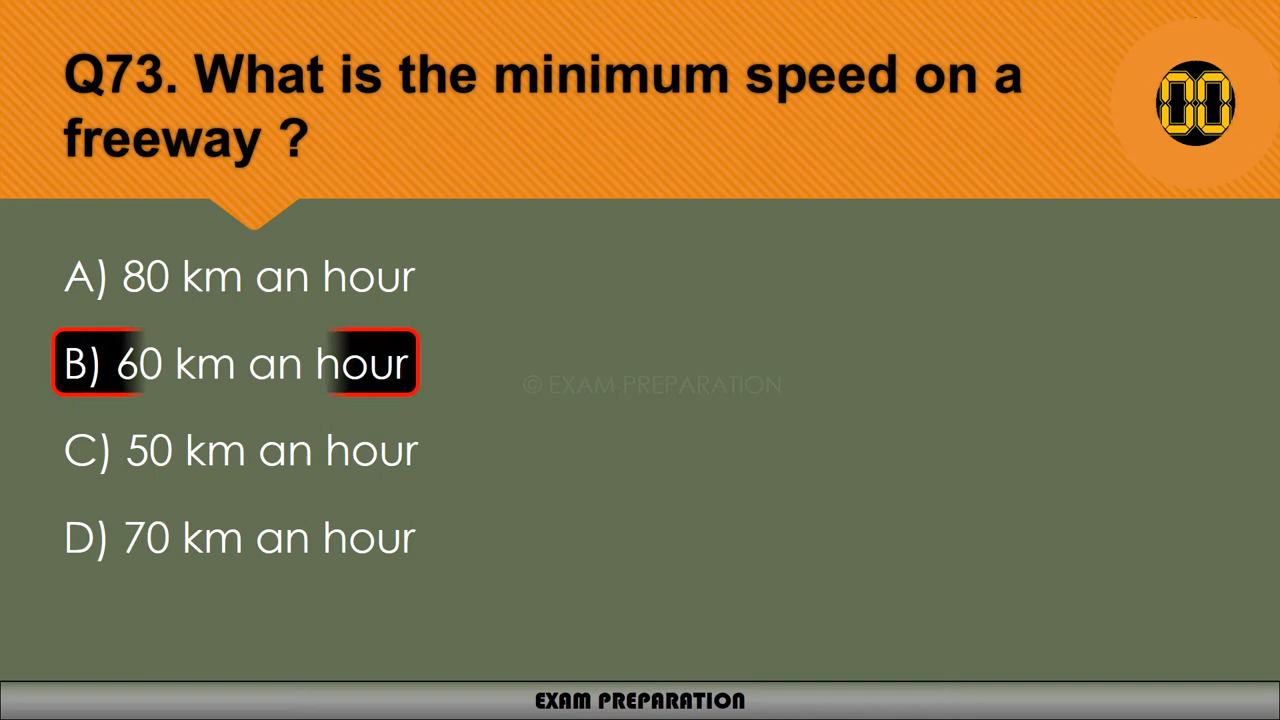 Q73. What is the minimum speed on a
freeway ?
00
A) 80 km an hour
B) 60 km an hour
© EXAM PREPARATION
C) 50 km an hour
D) 70 km an hour
EXAM PREPARATION